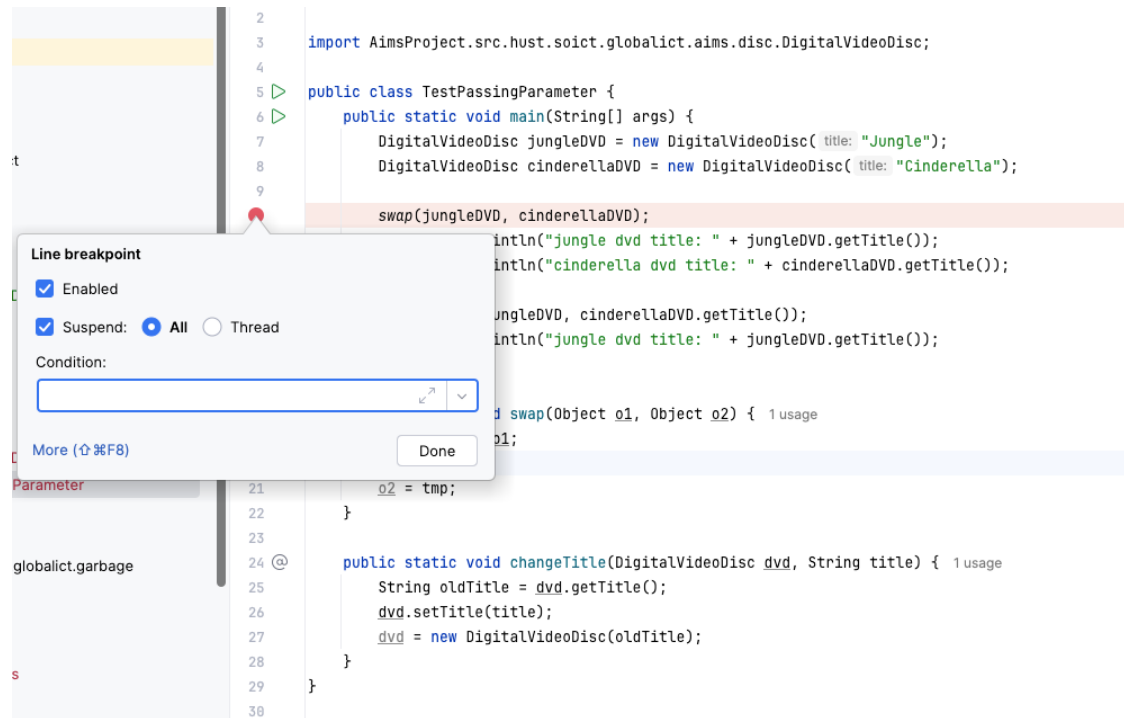 2
3 import AimsProject.src.hust.soict.globalict.aims.disc.DigitalVideoDisc;
4
5 public class TestPassingParameter {
6 public static void main(String[] args) {
7 DigitalVideoDisc jungleDVD = new DigitalVideoDisc( title: "Jungle");
8 DigitalVideoDisc cinderellaDVD = new DigitalVideoDisc( title: "Cinderella");
9
swap(jungleDVD, cinderellaDVD);
intln("jungle dvd title: " + jungleDVD.getTitle());
intln("cinderella dvd title: " + cinderellaDVD.getTitle());
ungleDVD, cinderellaDVD.getTitle());
intln("jungle dvd title: " + jungleDVD.getTitle());
d swap(Object o1, Object o2) { 1 usage
o1;
21 o2 = tmp;
22 }
23
24 @ public static void changeTitle(DigitalVideoDisc dvd, String title) { 1 usage
25 String oldTitle = dvd.getTitle();
26 dvd.setTitle(title);
27 dvd = new DigitalVideoDisc(oldTitle);
28 }
29 }
30
Line breakpoint
Enabled
Suspend: All Thread
Condition:
More (⇧⌘F8) Done
ct
Parameter
globalict.garbage
s